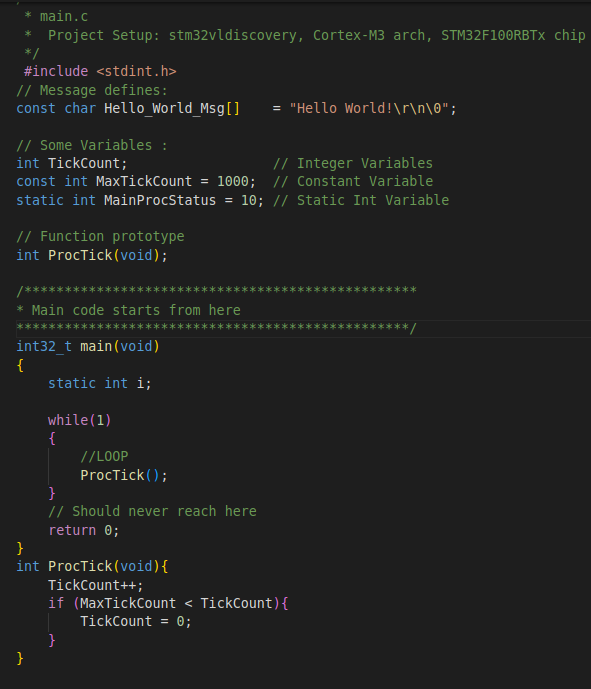 * main.c
*  Project Setup: stm32vldiscovery, Cortex-M3 arch, STM32F100RBTx chip
*/
#include <stdint.h>
// Message defines:
const char Hello_World_Msg[]    = "Hello World!\r\n\0";
// Some Variables :
int TickCount;                  // Integer Variables
const int MaxTickCount = 1000;  // Constant Variable
static int MainProcStatus = 10; // Static Int Variable
// Function prototype
int ProcTick(void);
/*************************************************
* Main code starts from here
*************************************************/
int32_t main(void)
{
    static int i;
    while(1)
    {
        //LOOP
        ProcTick();
    }
    // Should never reach here
    return 0;
}
int ProcTick(void){
    TickCount++;
    if (MaxTickCount < TickCount){
        TickCount = 0;
    }
}